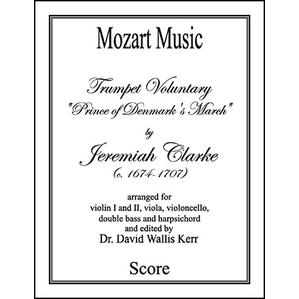 Mozart Music
Trumpet Voluntary
"Prince of Denmark's March"
by
Jeremiah Clarke
(c. 1674-1707)
arranged for
violin I and II, viola, violoncello,
double bass and harpsichord
and edited by
Dr. David Wallis Kerr
Score